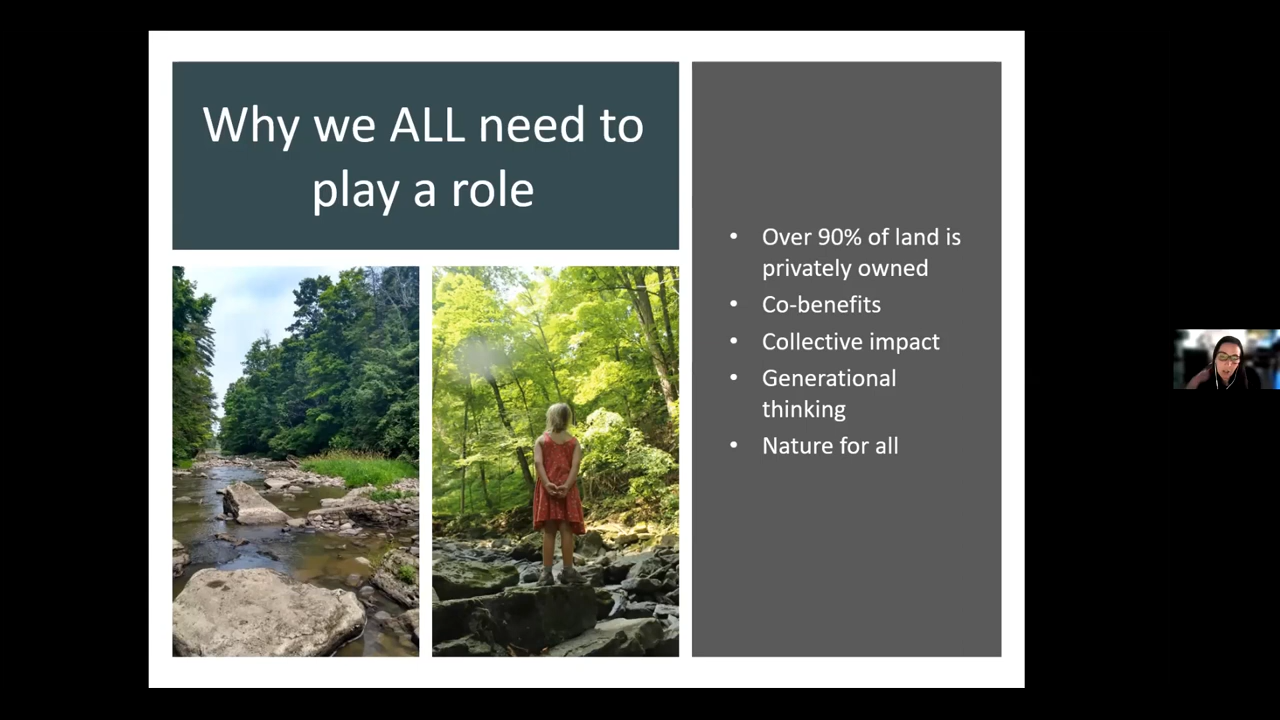 Why we ALL need to
play a role
• Over 90% of land is
privately owned
• Co-benefits
• Collective impact
• Generational
thinking
• Nature for all